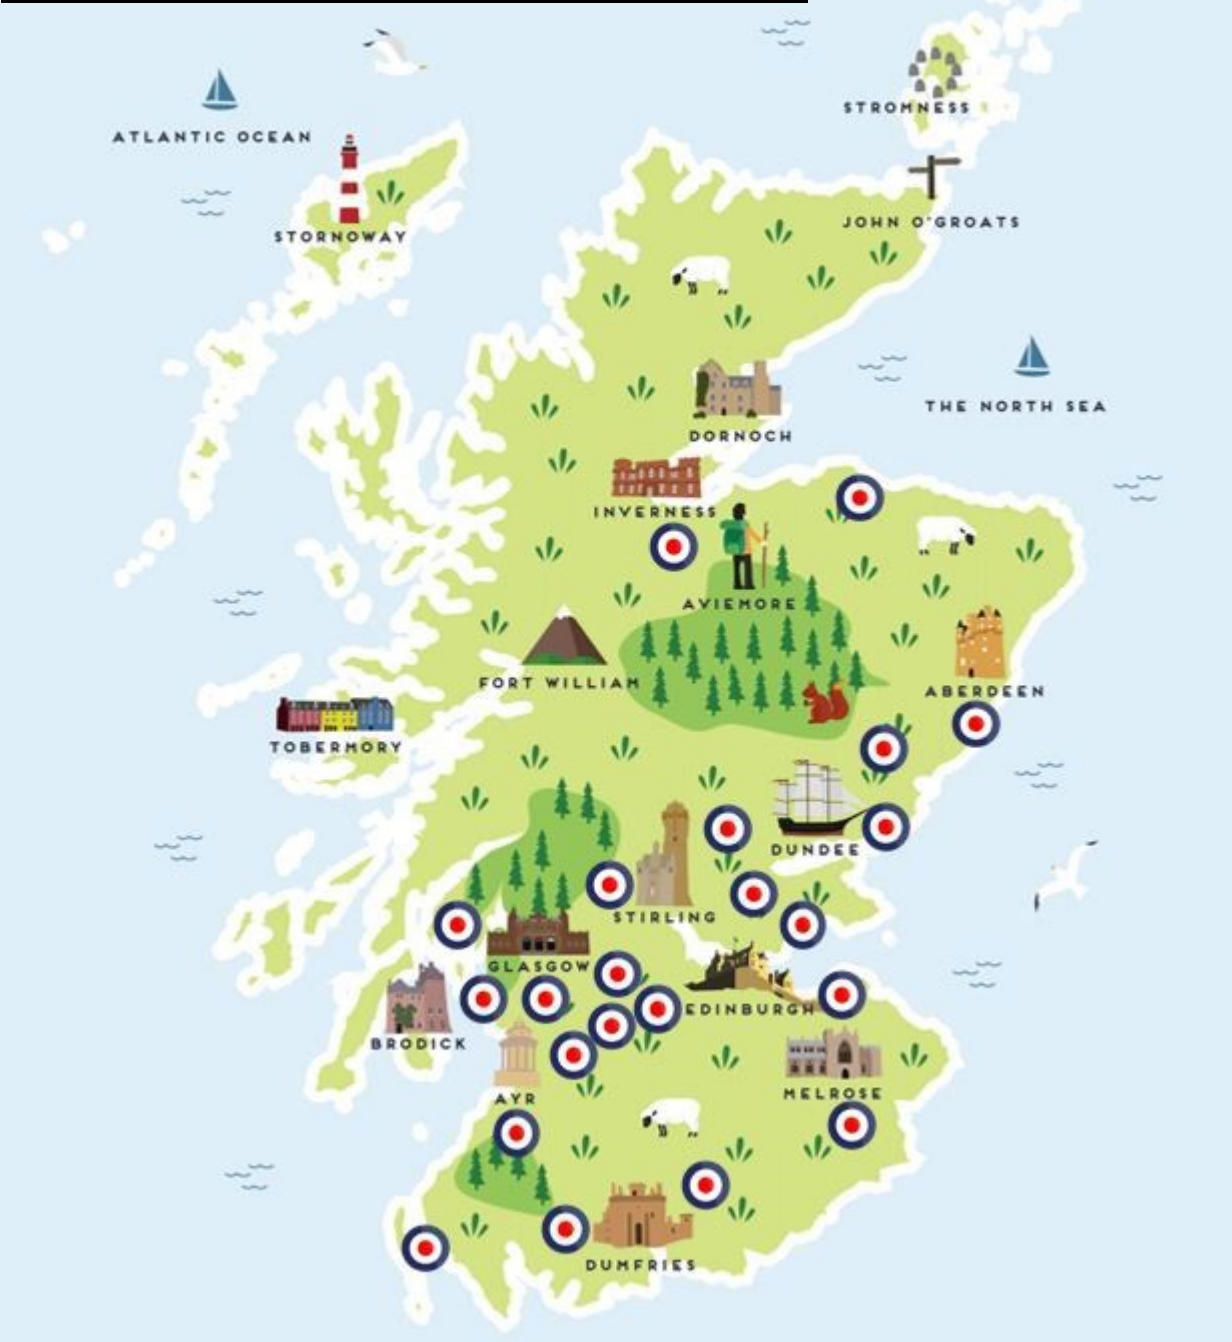 STROMNESS
ATLANTIC OCEAN
JOHN O'GROATS
STORNOWAY
THE NORTH SEA
DORNOCH
INVERNESS
AVIEMORE
FORT WILLIAM
ABERDEEN
TOBERMORY
DUNDEE
STIRLING
GLASGOW
EDINBURGH
BRODICK
MELROSE
AYR
DUMFRIES